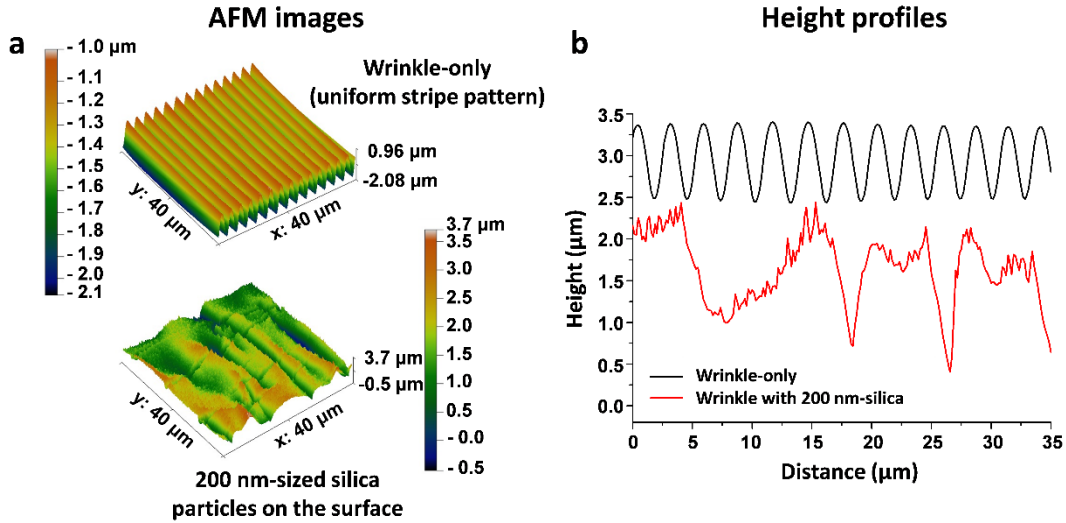 AFM images
Height profiles
a
b
- 1.0 µm
- 1.1
- 1.2
- 1.3
- 1.4
- 1.5
- 1.6
- 1.7
- 1.8
- 1.9
- 2.0
- 2.1
Wrinkle-only
(uniform stripe pattern)
0.96 µm
-2.08 µm
y: 40 µm
x: 40 µm
3.7 µm
3.5
3.0
2.5
2.0
1.5
1.0
0.5
- 0.0
- 0.5
3.7 µm
-0.5 µm
y: 40 µm
x: 40 µm
200 nm-sized silica
particles on the surface
3.5
3.0
2.5
2.0
1.5
1.0
0.5
0.0
Height (µm)
Wrinkle-only
Wrinkle with 200 nm-silica
0 5 10 15 20 25 30 35
Distance (µm)